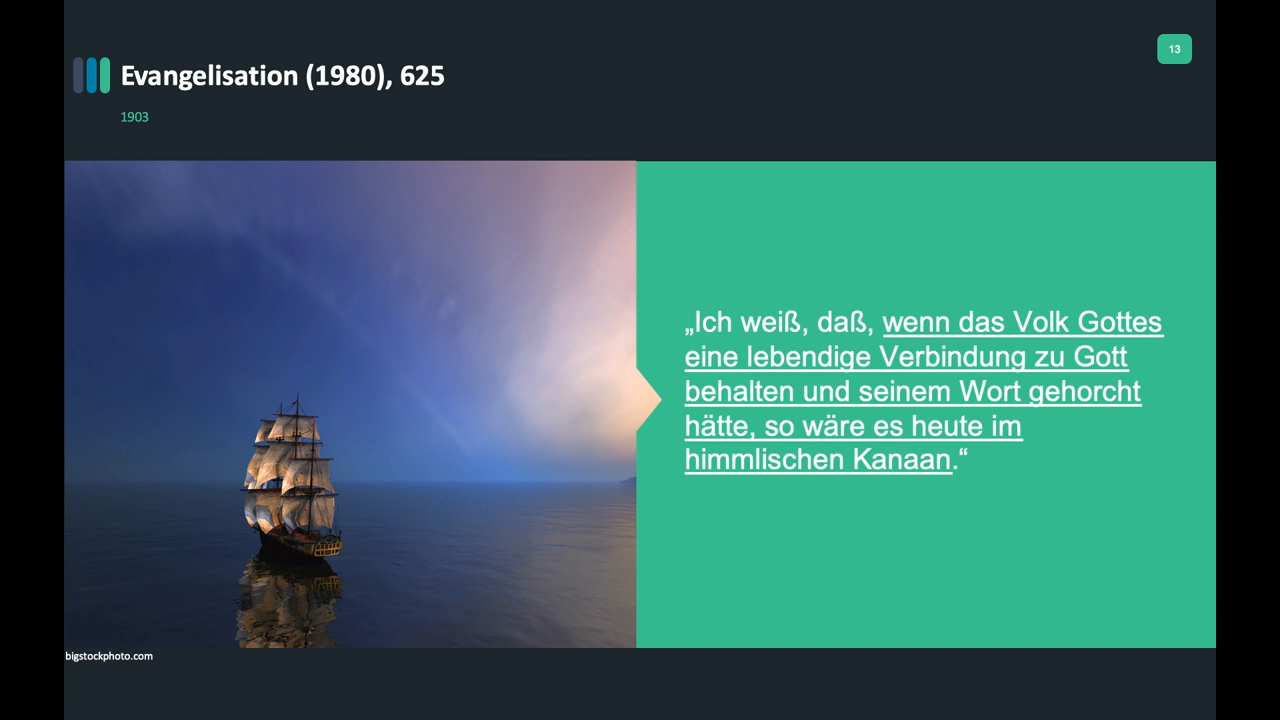 13
Evangelisation (1980), 625
1903
„Ich weiß, daß, wenn das Volk Gottes
eine lebendige Verbindung zu Gott
behalten und seinem Wort gehorcht
hätte, so wäre es heute im
himmlischen Kanaan.“
bigstockphoto.com